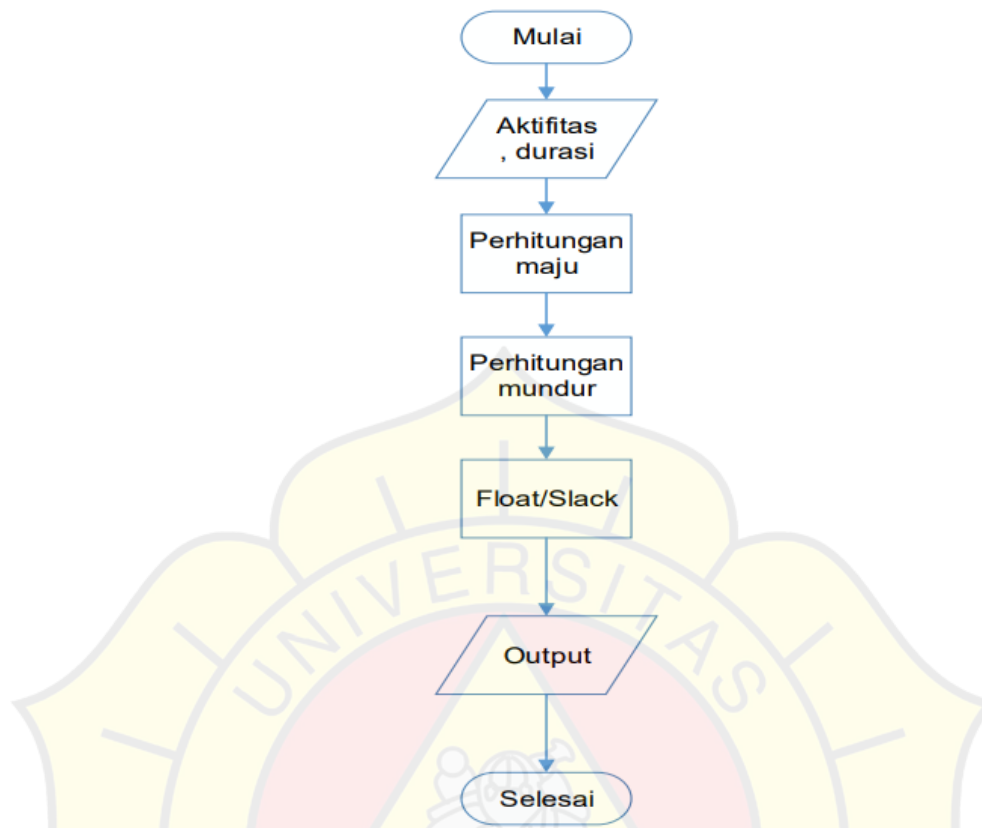 Mulai
Aktifitas
, durasi
Perhitungan
maju
Perhitungan
mundur
Float/Slack
UNIVERSITAS
Output
Selesai